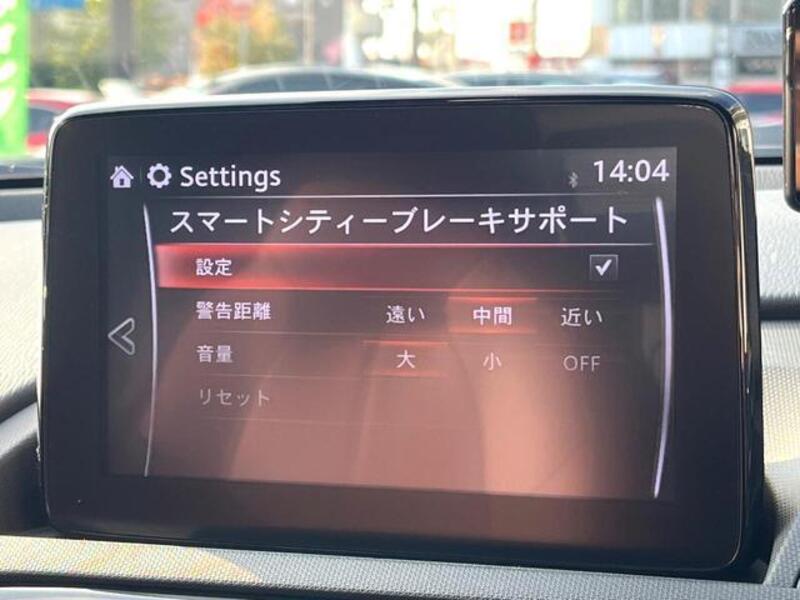 Settings 14:04
スマートシティーブレーキサポート
設定
警告距離 遠い 中間 近い
音量 大 小 OFF
リセット